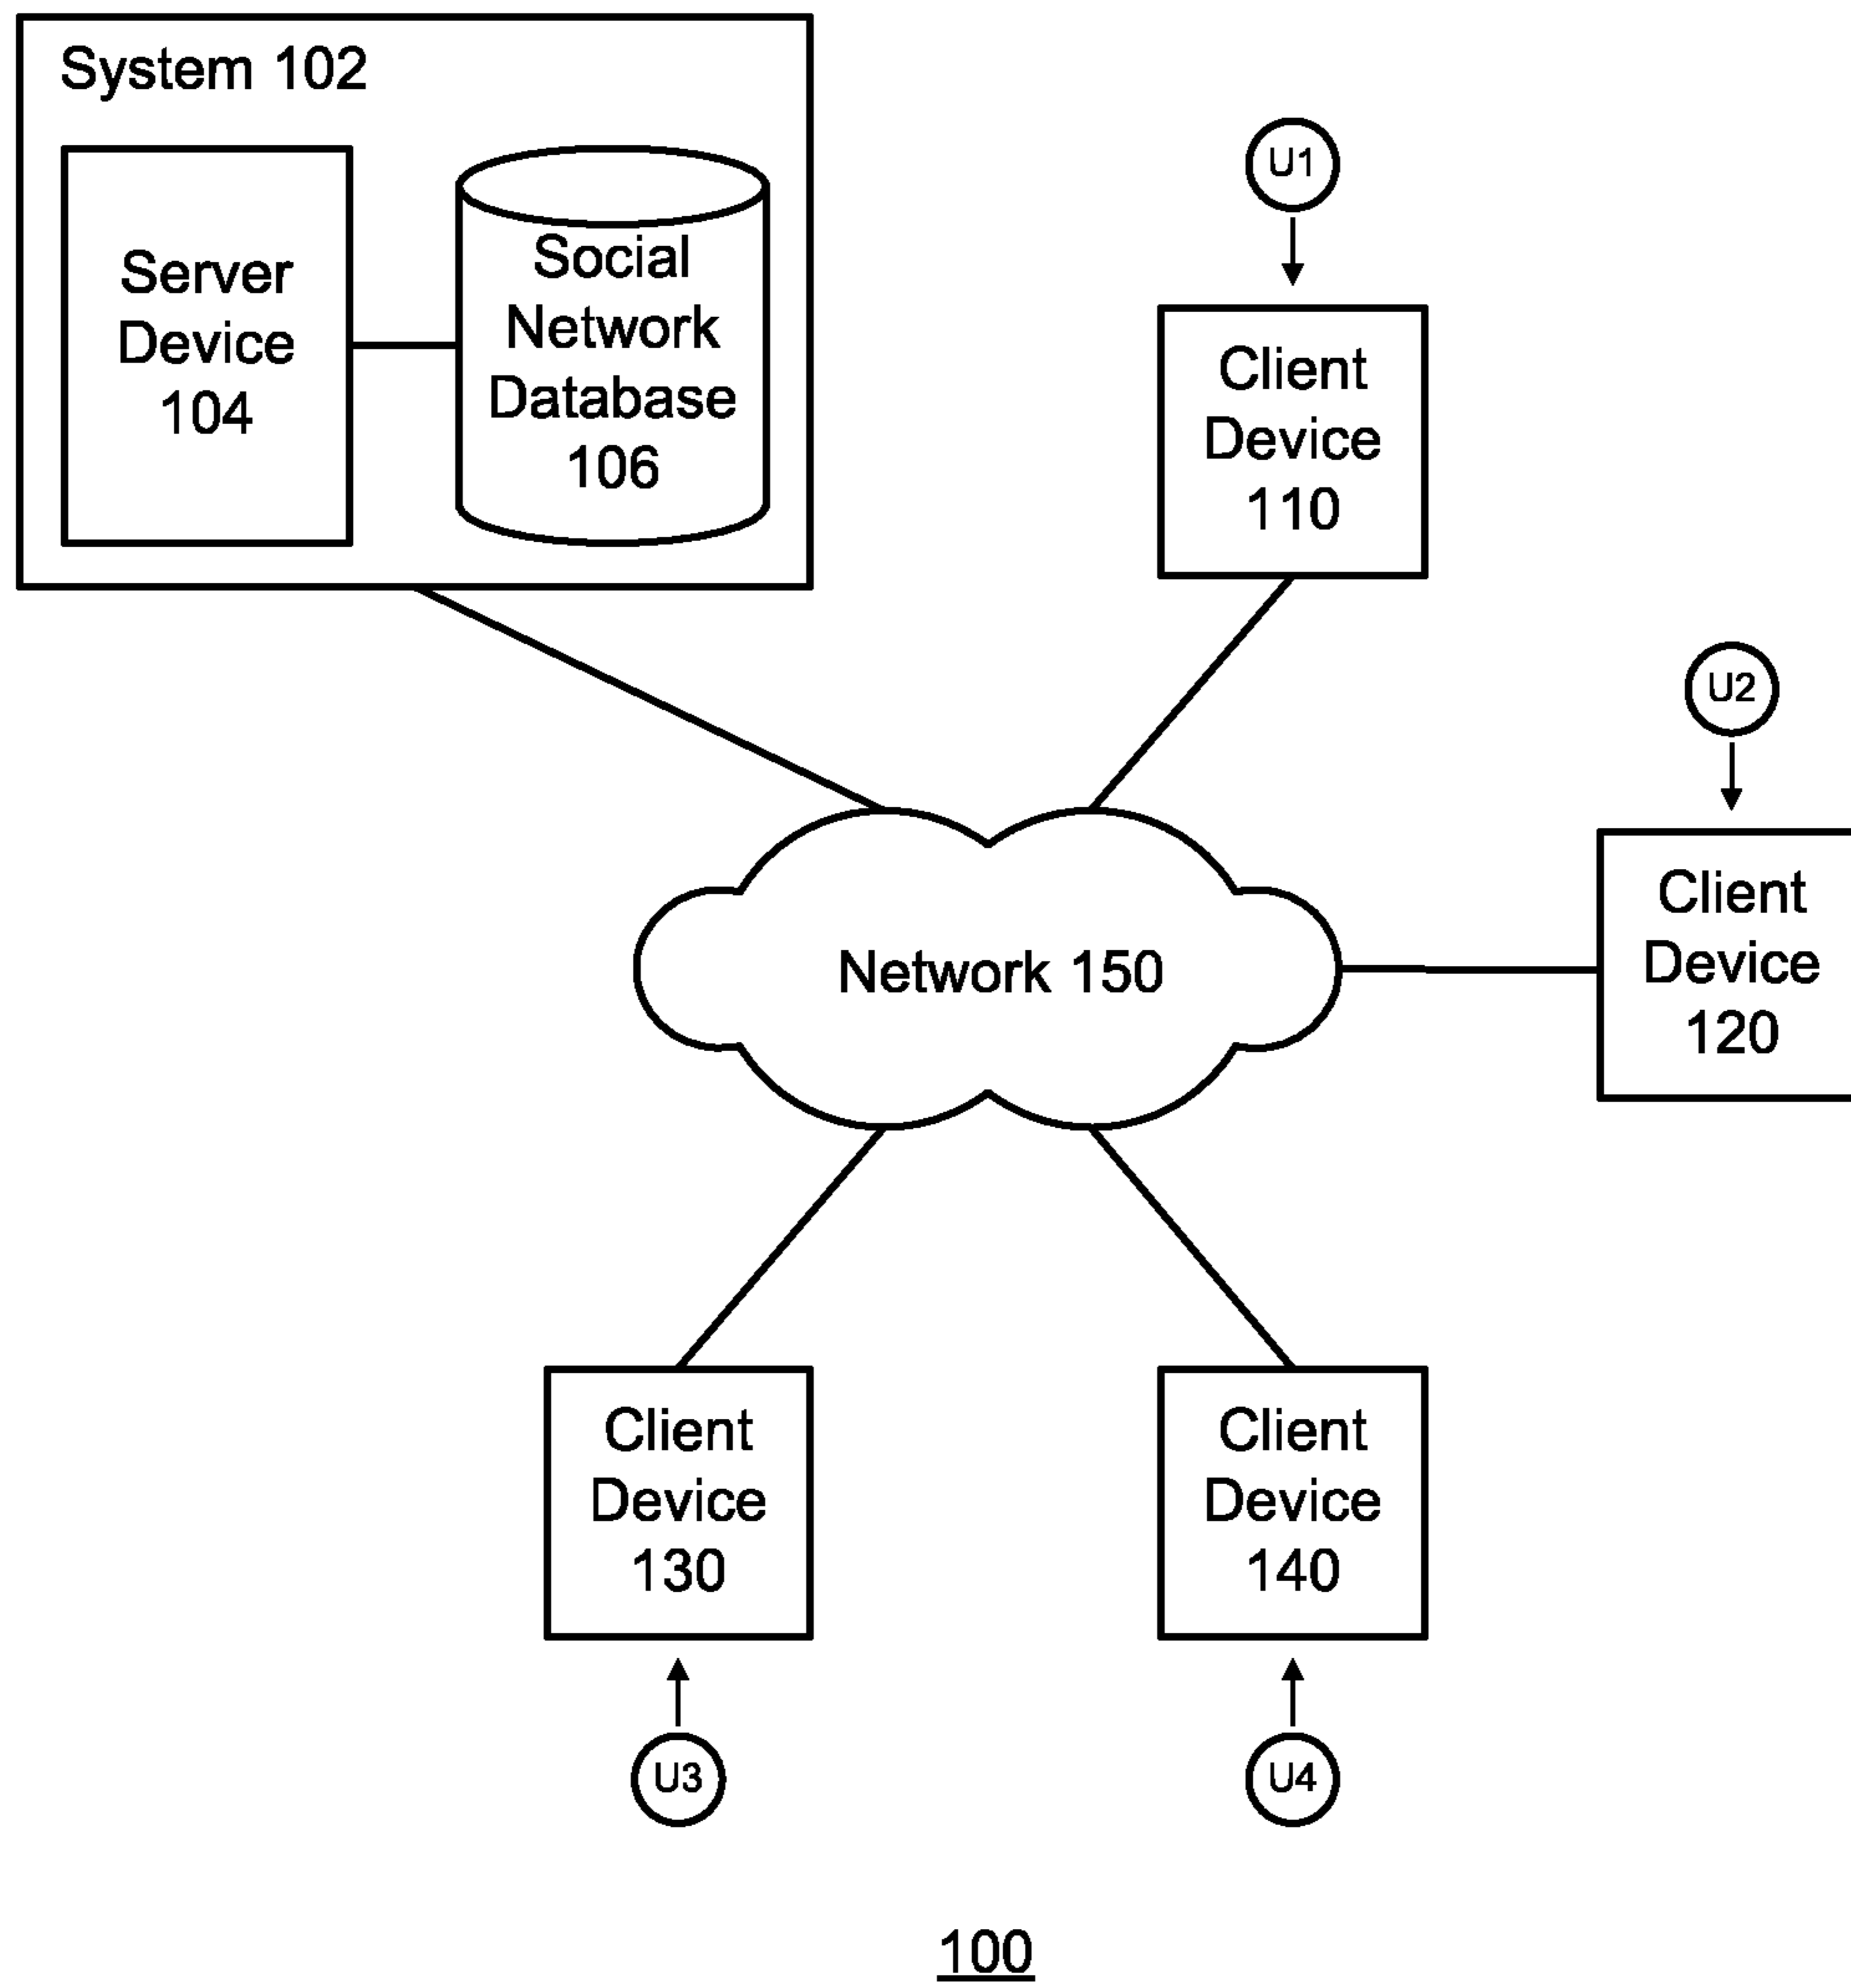 System 102
Server
Device
104
Social
Network
Database
106
U1
Client
Device
110
U2
Client
Device
120
Network 150
Client
Device
130
Client
Device
140
U3
U4
100